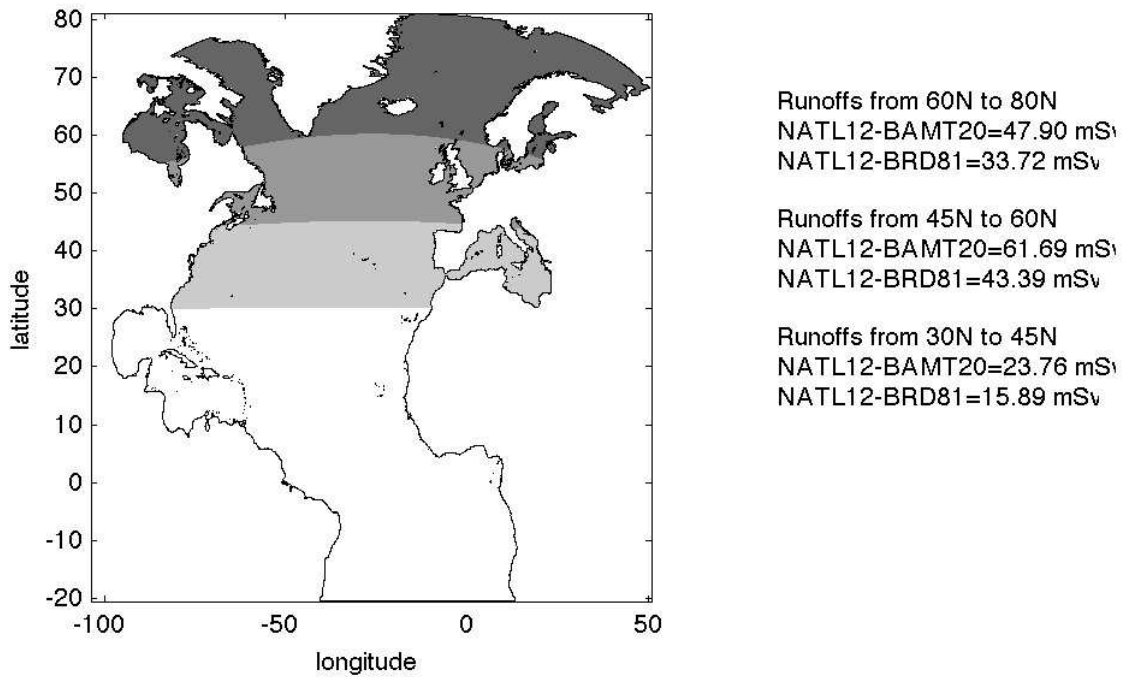 80
70
60
50
40
30
20
10
0
-10
-20
latitude
-100
-50
0
50
longitude
Runoffs from 60N to 80N
NATL12-BAMT20=47.90 mSv
NATL12-BRD81=33.72 mSv
Runoffs from 45N to 60N
NATL12-BAMT20=61.69 mSv
NATL12-BRD81=43.39 mSv
Runoffs from 30N to 45N
NATL12-BAMT20=23.76 mSv
NATL12-BRD81=15.89 mSv